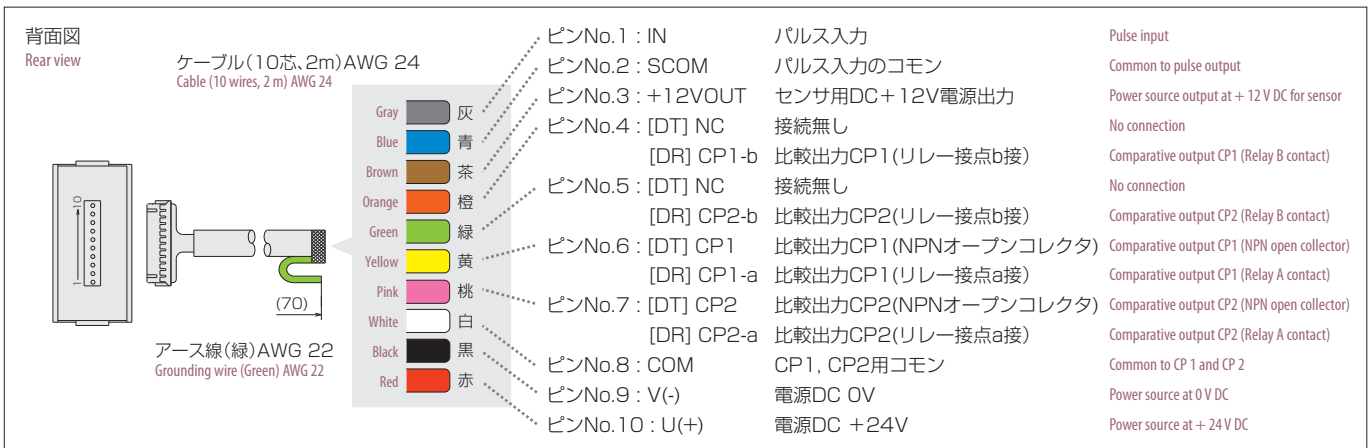 背面図
Rear view
ケーブル（10芯、2m）AWG 24
Cable (10 wires, 2 m) AWG 24
10
1
(70)
アース線（緑）AWG 22
Grounding wire (Green) AWG 22
Gray 灰
Blue 青
Brown 茶
Orange 橙
Green 緑
Yellow 黄
Pink 桃
White 白
Black 黒
Red 赤
ピンNo.1 : IN パルス入力 Pulse input
ピンNo.2 : SCOM パルス入力のコモン Common to pulse output
ピンNo.3 : +12VOUT センサ用DC+12V電源出力 Power source output at + 12 V DC for sensor
ピンNo.4 : [DT] NC 接続無し No connection
[DR] CP1-b 比較出力CP1(リレー接点b接） Comparative output CP1 (Relay B contact)
ピンNo.5 : [DT] NC 接続無し No connection
[DR] CP2-b 比較出力CP2(リレー接点b接） Comparative output CP2 (Relay B contact)
ピンNo.6 : [DT] CP1 比較出力CP1(NPNオープンコレクタ) Comparative output CP1 (NPN open collector)
[DR] CP1-a 比較出力CP1(リレー接点a接） Comparative output CP1 (Relay A contact)
ピンNo.7 : [DT] CP2 比較出力CP2(NPNオープンコレクタ) Comparative output CP2 (NPN open collector)
[DR] CP2-a 比較出力CP2(リレー接点a接） Comparative output CP2 (Relay A contact)
ピンNo.8 : COM CP1, CP2用コモン Common to CP 1 and CP 2
ピンNo.9 : V(-) 電源DC 0V Power source at 0 V DC
ピンNo.10 : U(+) 電源DC +24V Power source at + 24 V DC